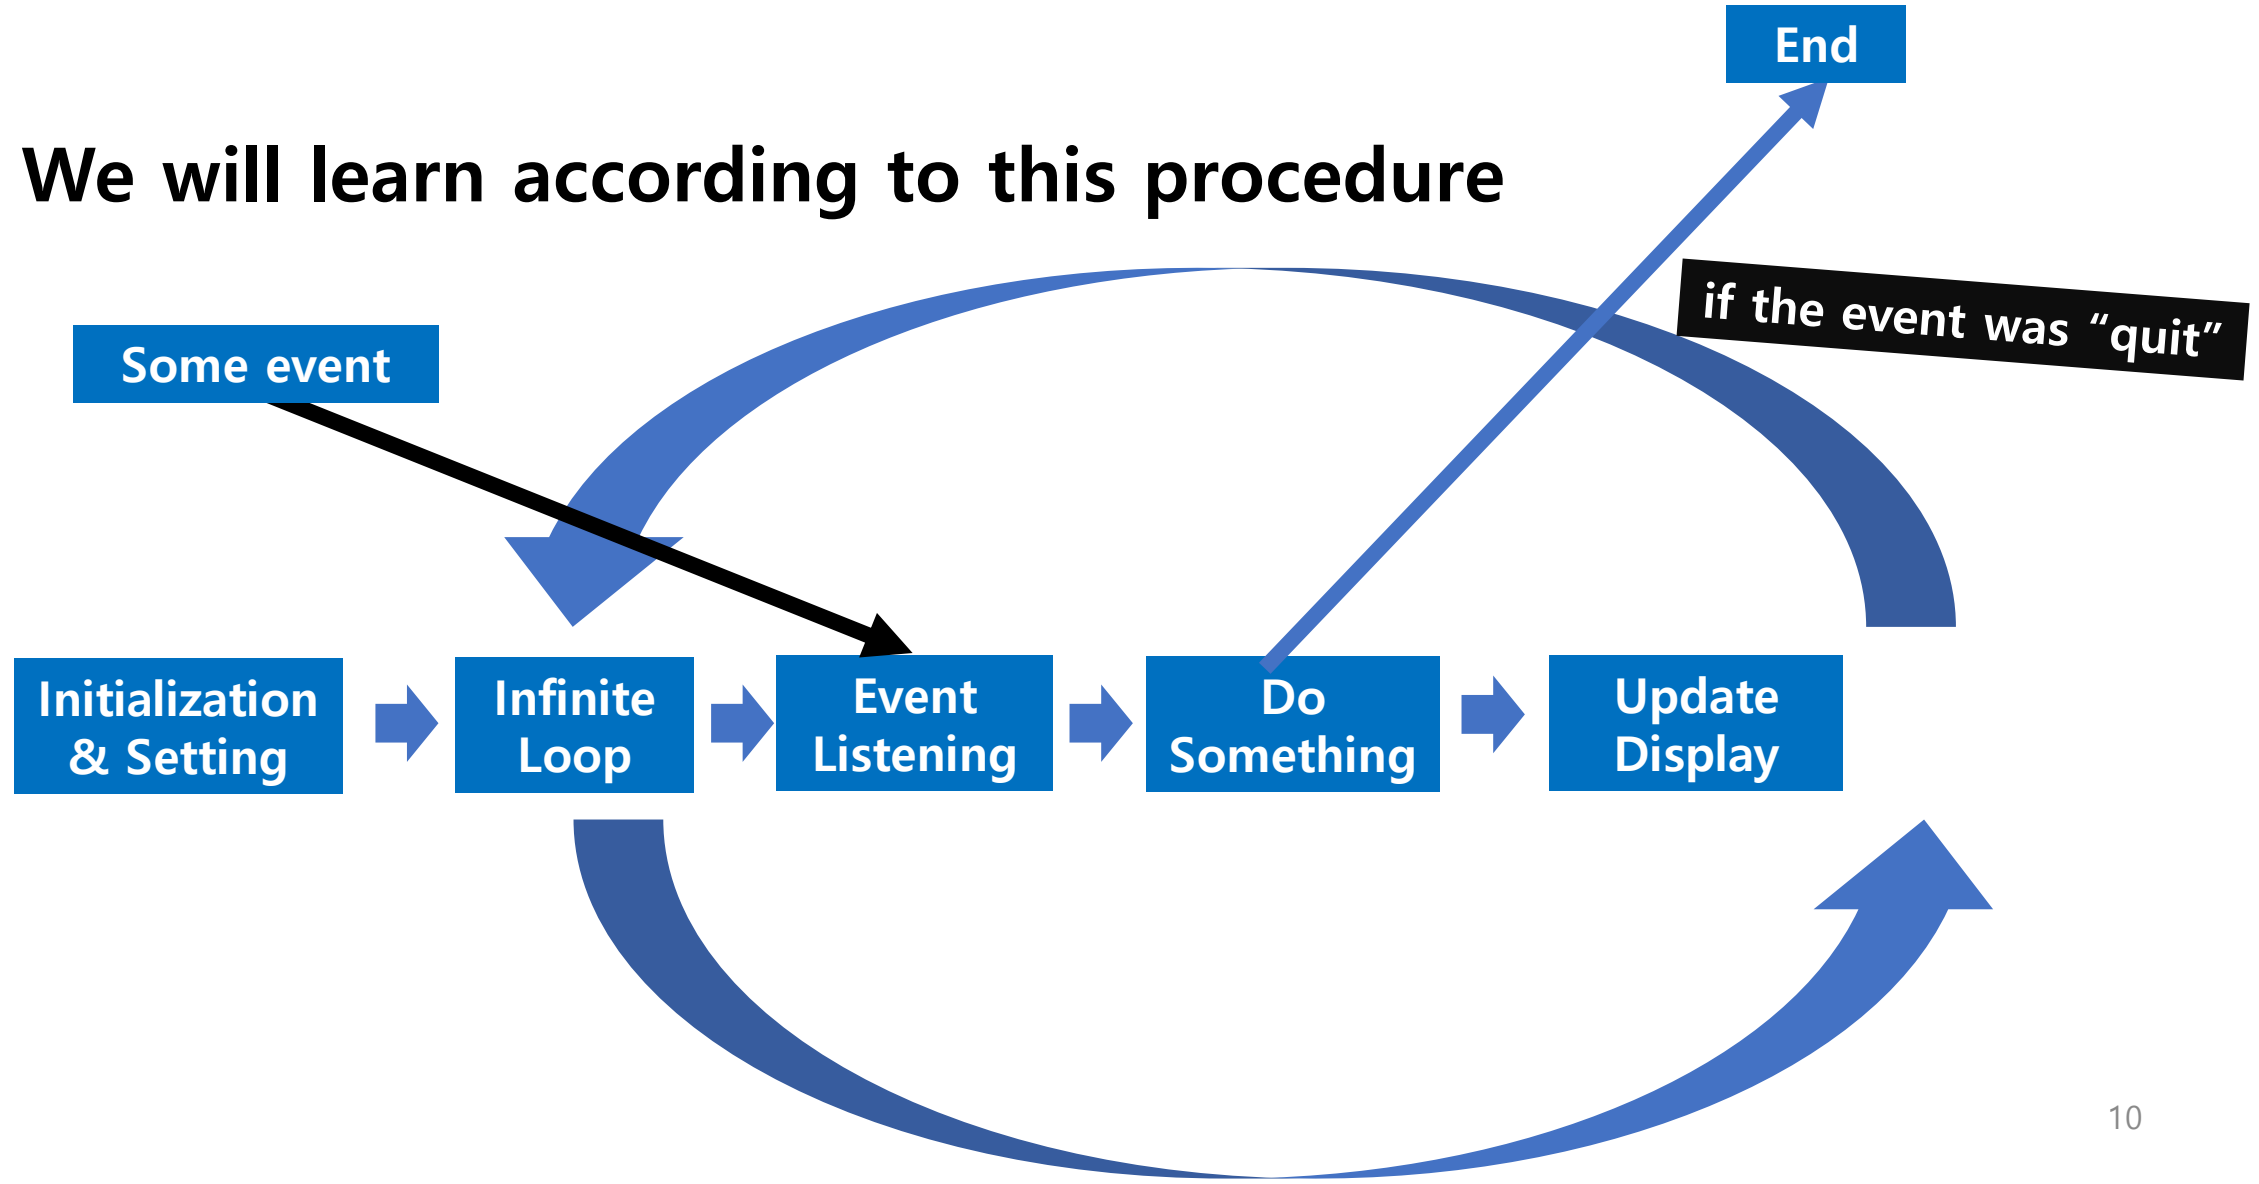 End
We will learn according to this procedure
if the event was “quit”
Some event
Initialization
& Setting
Infinite
Loop
Event
Listening
Do
Something
Update
Display
10